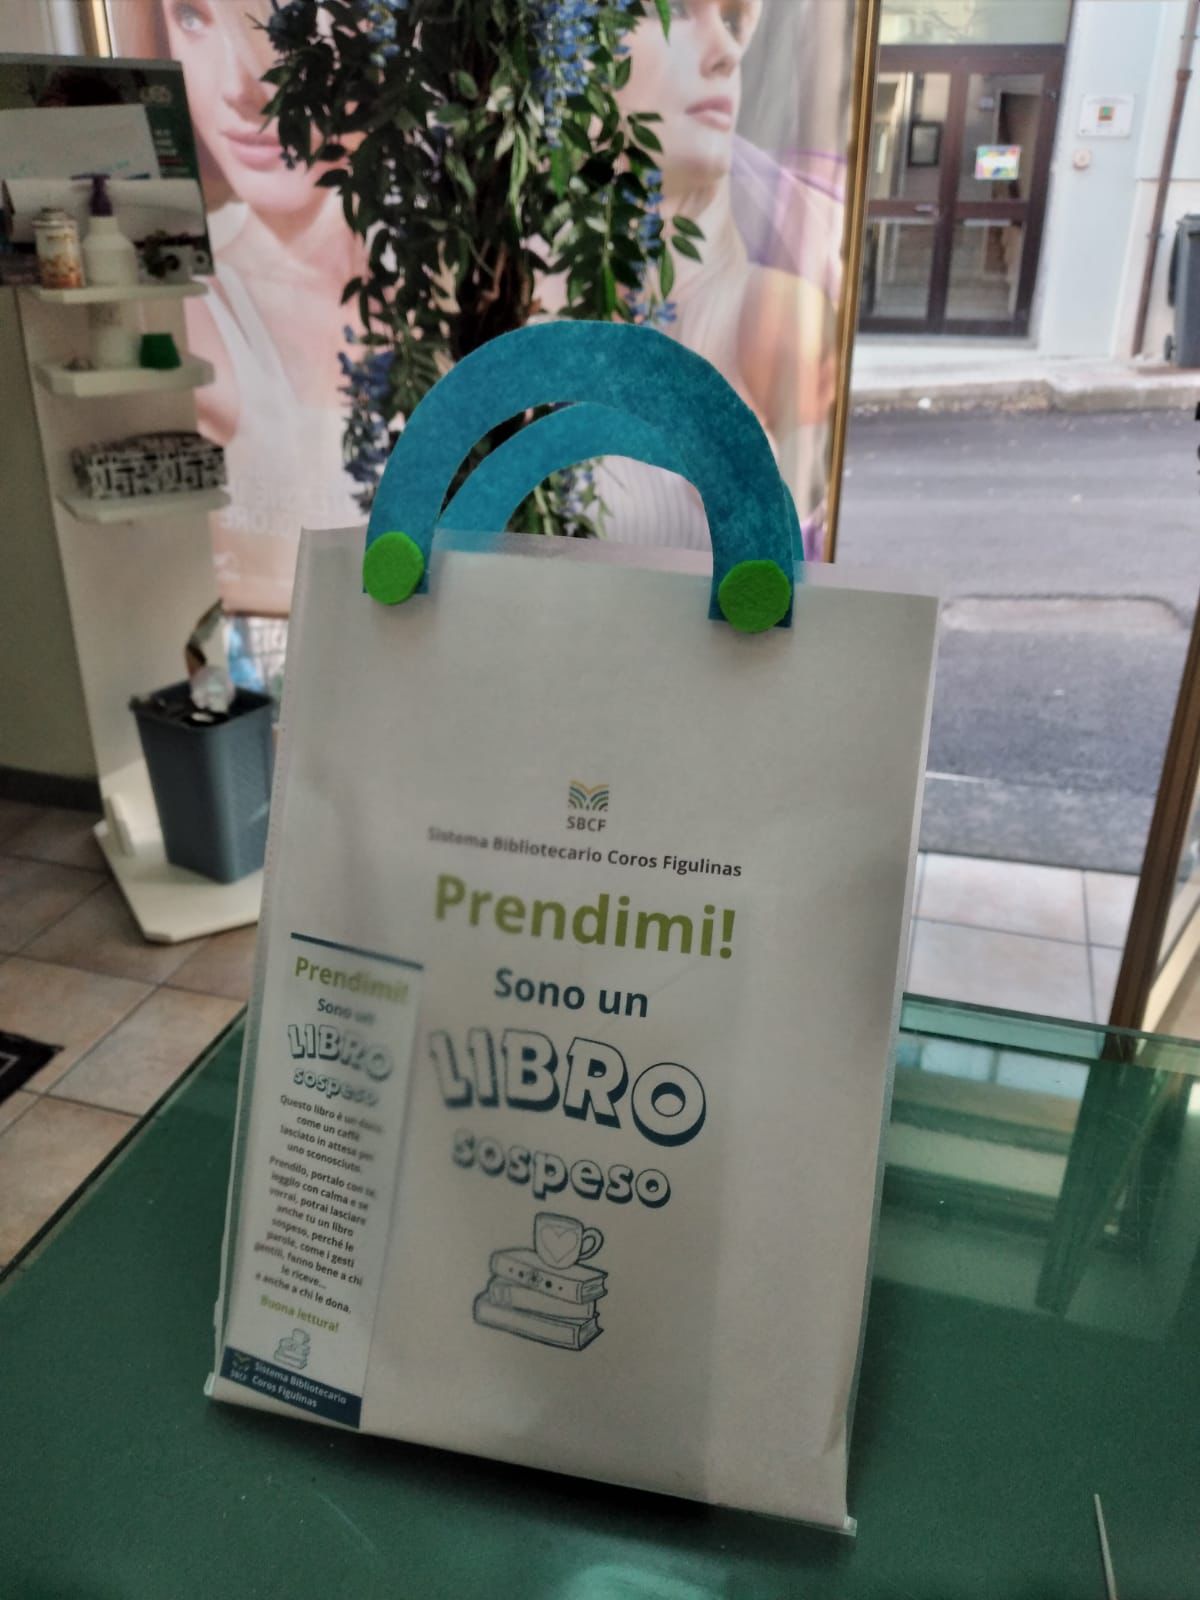 SBCF
Sistema Bibliotecario Coros Figulinas
Prendimi!
Sono un
LIBRO
sospeso
Prendimi!
Sono un
LIBRO
sospeso
Questo libro è un dono
come un caffè
lasciato in attesa per
uno sconosciuto.
Prendilo, portalo con te,
leggilo con calma e se
vorrai, potrai lasciare
anche tu un libro
sospeso, perché le
parole, come i gesti
gentili, fanno bene a chi
le riceve...
e anche a chi le dona.
Buona lettura!
SBCF
Sistema Bibliotecario
Coros Figulinas